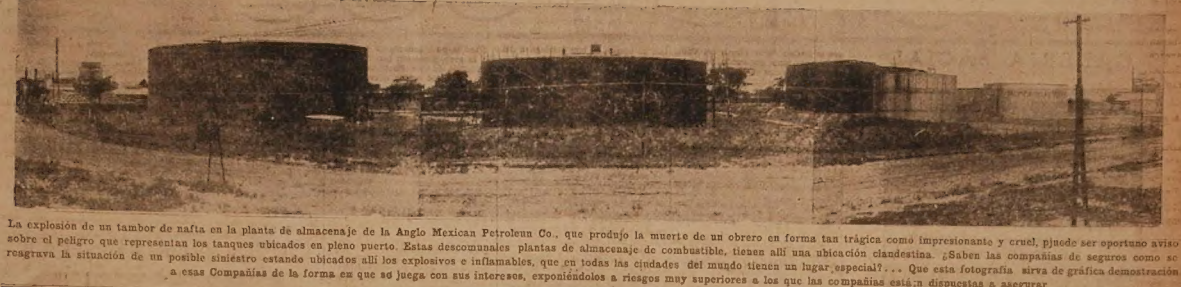 La explosión de un tambor de nafta en la planta de almacenaje de la Anglo Mexican Petroleun Co., que produjo la muerte de un obrero en forma tan trágica como impresionante y cruel, pjuede ser oportuno aviso
sobre el peligro que representan los tanques ubicados en pleno puerto. Estas descomunales plantas de almacenaje de combustible, tienen allí una ubicación clandestina. ¿Saben las compañías de seguros como se
reagrava la situación de un posible siniestro estando ubicados allí los explosivos e inflamables, que en todas las ciudades del mundo tienen un lugar especial?... Que esta fotografía sirva de gráfica demostración
a esas Compañías de la forma en que se juega con sus intereses, exponiéndolos a riesgos muy superiores a los que las compañías están dispuestas a asegurar